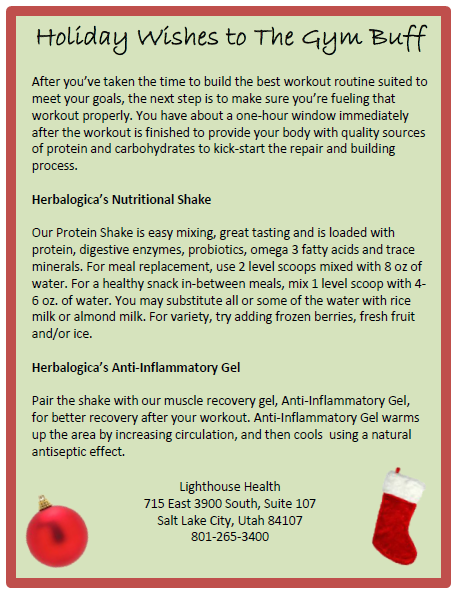 Holiday Wishes to The Gym Buff
After you've taken the time to build the best workout routine suited to
meet your goals, the next step is to make sure you're fueling that
workout properly. You have about a one-hour window immediately
after the workout is finished to provide your body with quality sources
of protein and carbohydrates to kick-start the repair and building
process.
Herbalogica's Nutritional Shake
Our Protein Shake is easy mixing, great tasting and is loaded with
protein, digestive enzymes, probiotics, omega 3 fatty acids and trace
minerals. For meal replacement, use 2 level scoops mixed with 8 oz of
water. For a healthy snack in-between meals, mix 1 level scoop with 4-
6 oz. of water. You may substitute all or some of the water with rice
milk or almond milk. For variety, try adding frozen berries, fresh fruit
and/or ice.
Herbalogica's Anti-Inflammatory Gel
Pair the shake with our muscle recovery gel, Anti-Inflammatory Gel,
for better recovery after your workout. Anti-Inflammatory Gel warms
up the area by increasing circulation, and then cools using a natural
antiseptic effect.
Lighthouse Health
715 East 3900 South, Suite 107
Salt Lake City, Utah 84107
801-265-3400